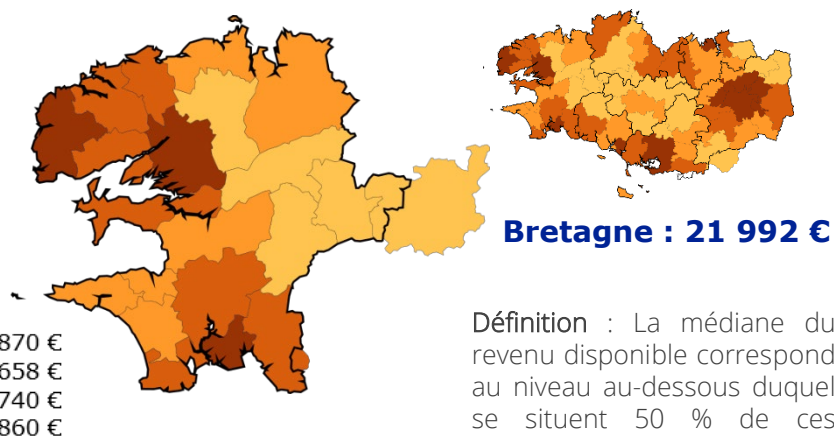 Bretagne : 21 992 €
870 €
658 €
740 €
860 €
Définition : La médiane du
revenu disponible correspond
au niveau au-dessous duquel
se situent 50 % de ces